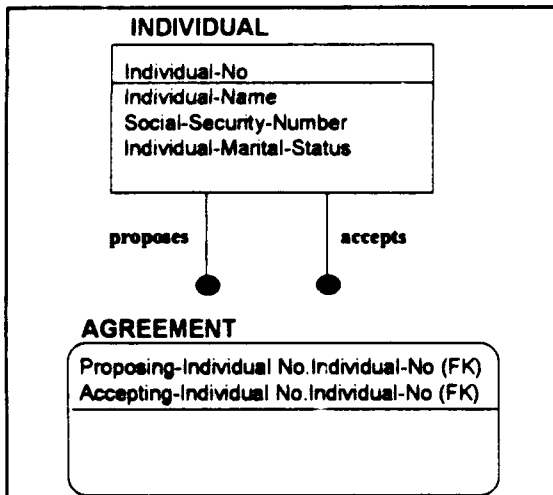 INDIVIDUAL
Individual-No
Individual-Name
Social-Security-Number
Individual-Marital-Status
proposes accepts
AGREEMENT
Proposing-Individual No.Individual-No (FK)
Accepting-Individual No.Individual-No (FK)